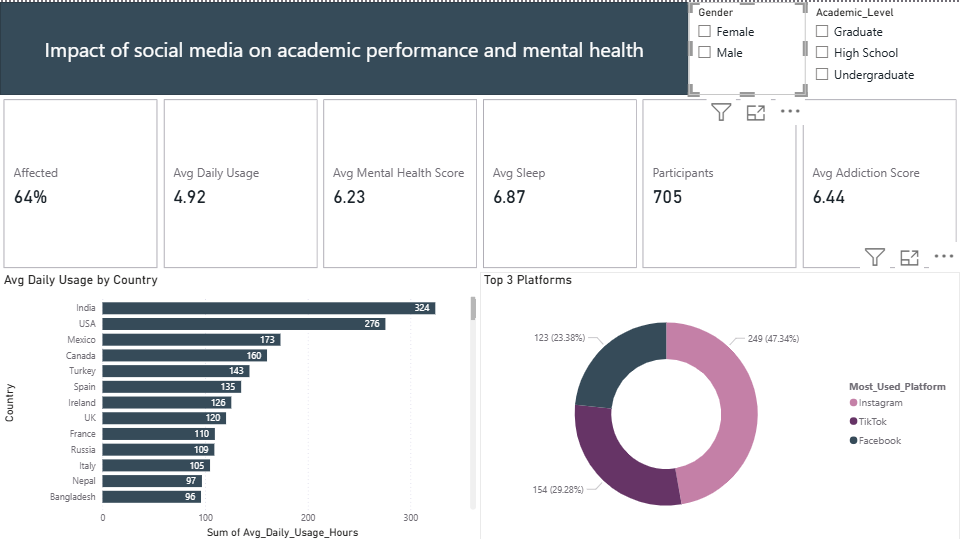 Impact of social media on academic performance and mental health
Gender
Female
Male
Academic_Level
Graduate
High School
Undergraduate
Affected
64%
Avg Daily Usage
4.92
Avg Mental Health Score
6.23
Avg Sleep
6.87
Participants
705
Avg Addiction Score
6.44
Avg Daily Usage by Country
Country
India 324
USA 276
Mexico 173
Canada 160
Turkey 143
Spain 135
Ireland 126
UK 120
France 110
Russia 109
Italy 105
Nepal 97
Bangladesh 96
0 100 200 300
Sum of Avg_Daily_Usage_Hours
Top 3 Platforms
123 (23.38%)
249 (47.34%)
154 (29.28%)
Most_Used_Platform
Instagram
TikTok
Facebook